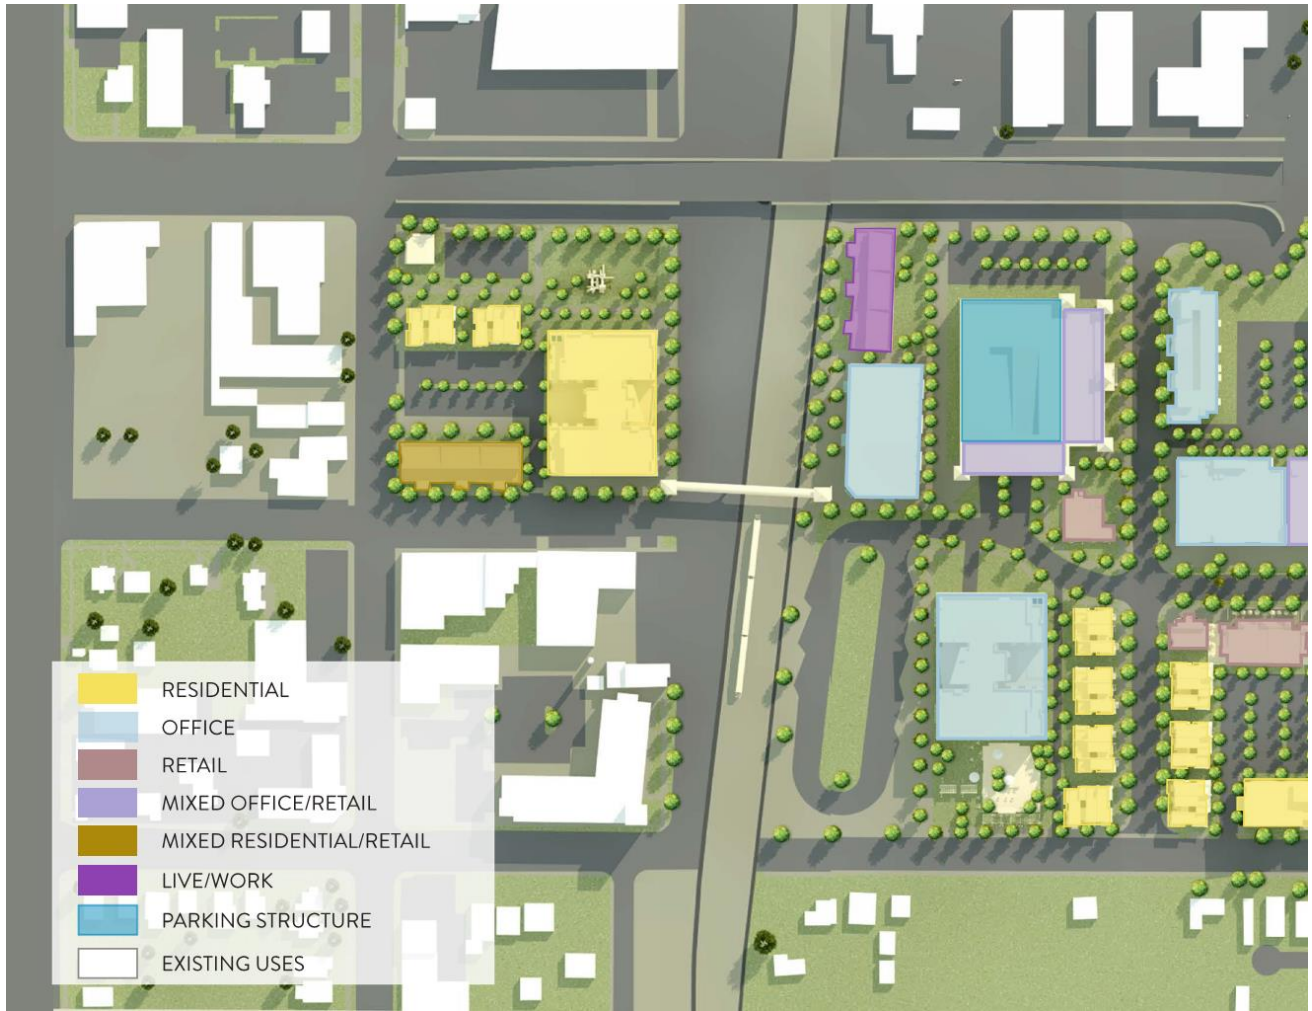 RESIDENTIAL
OFFICE
RETAIL
MIXED OFFICE/RETAIL
MIXED RESIDENTIAL/RETAIL
LIVE/WORK
PARKING STRUCTURE
EXISTING USES